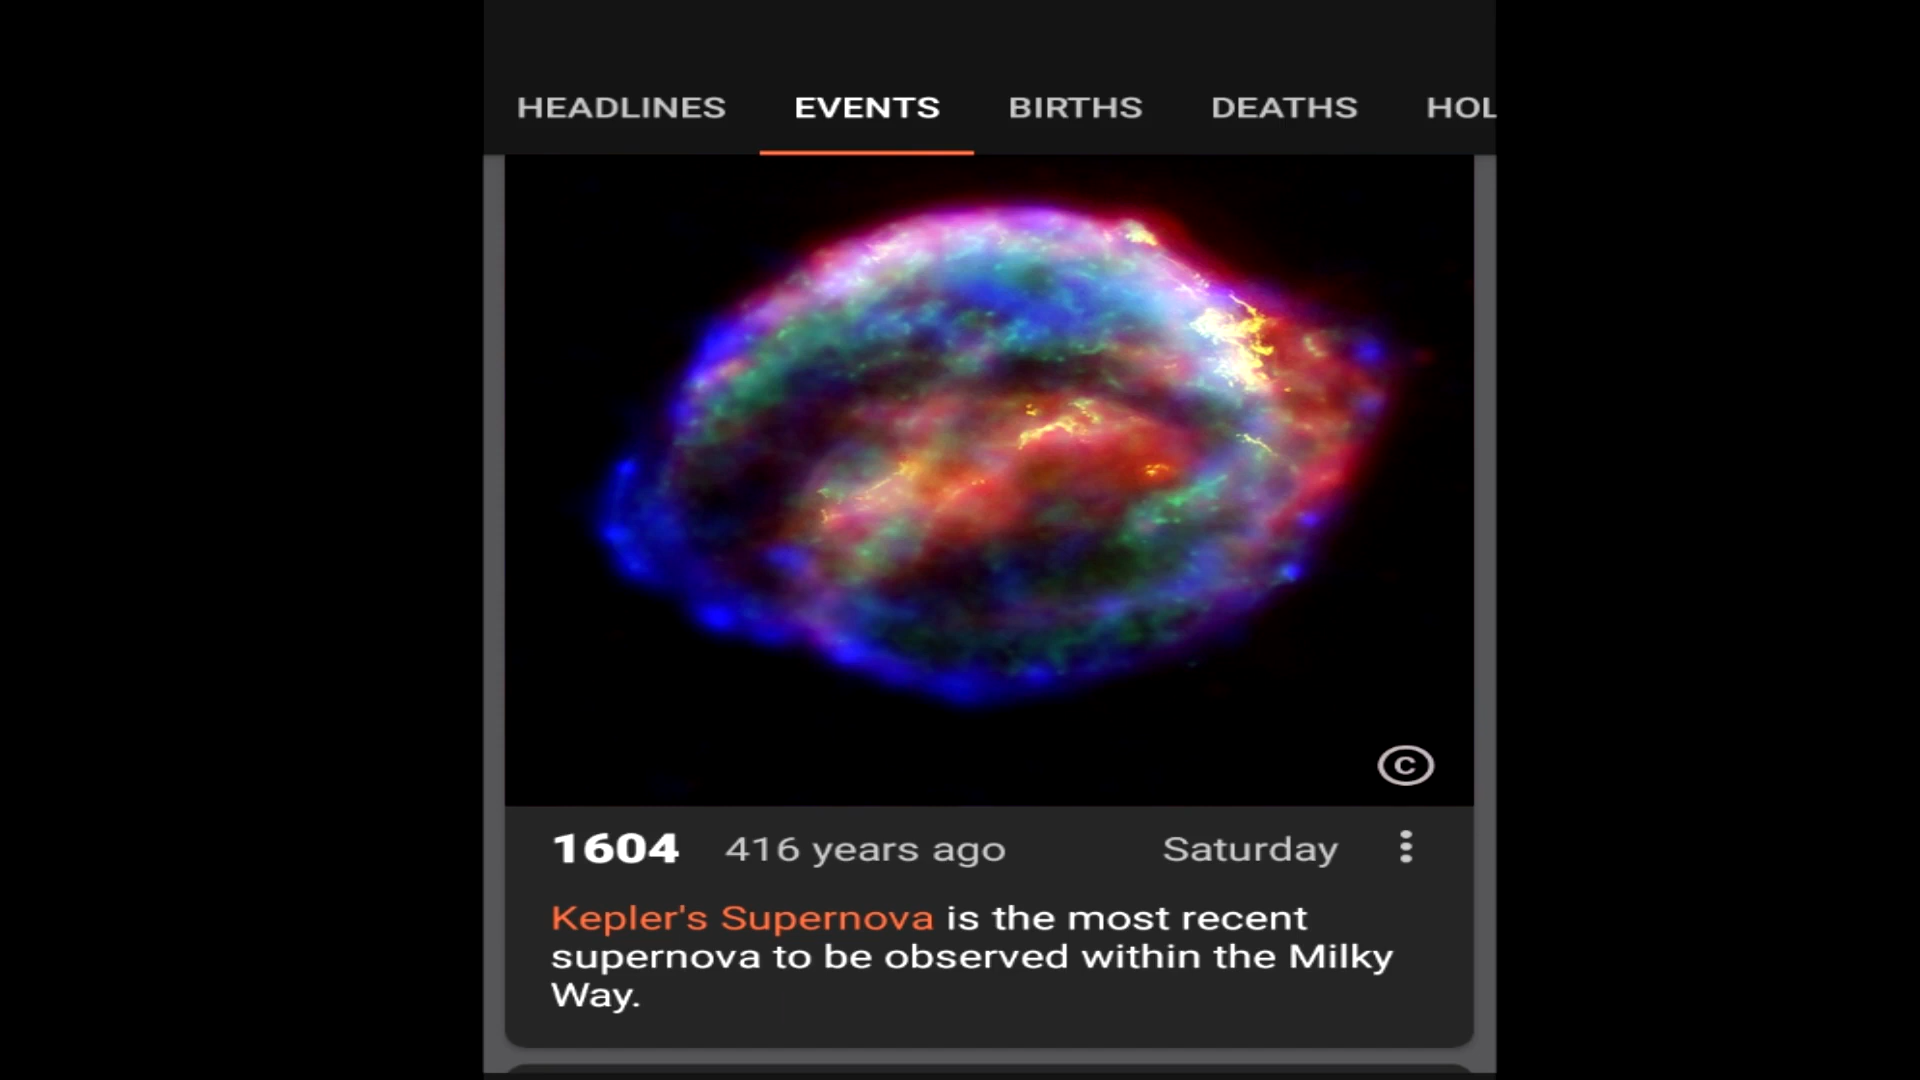 HEADLINES EVENTS BIRTHS DEATHS HOL
©
1604 416 years ago Saturday
Kepler's Supernova is the most recent
supernova to be observed within the Milky
Way.